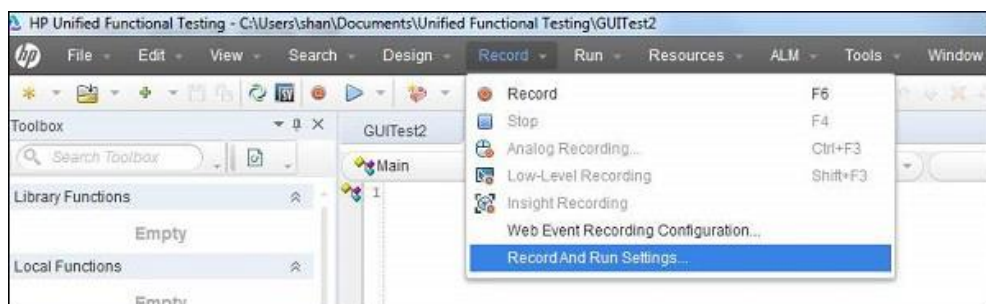 HP Unified Functional Testing - C:\Users\shan\Documents\Unified Functional Testing\GUITest2
hp File Edit View Search Design Record Run Resources ALM Tools Window
Record F6
Stop F4
Analog Recording... Ctrl+F3
Low-Level Recording Shift+F3
Insight Recording
Web Event Recording Configuration...
Record And Run Settings...
Toolbox
Search Toolbox
Library Functions
Empty
Local Functions
Empty
GUITest2
Main
1